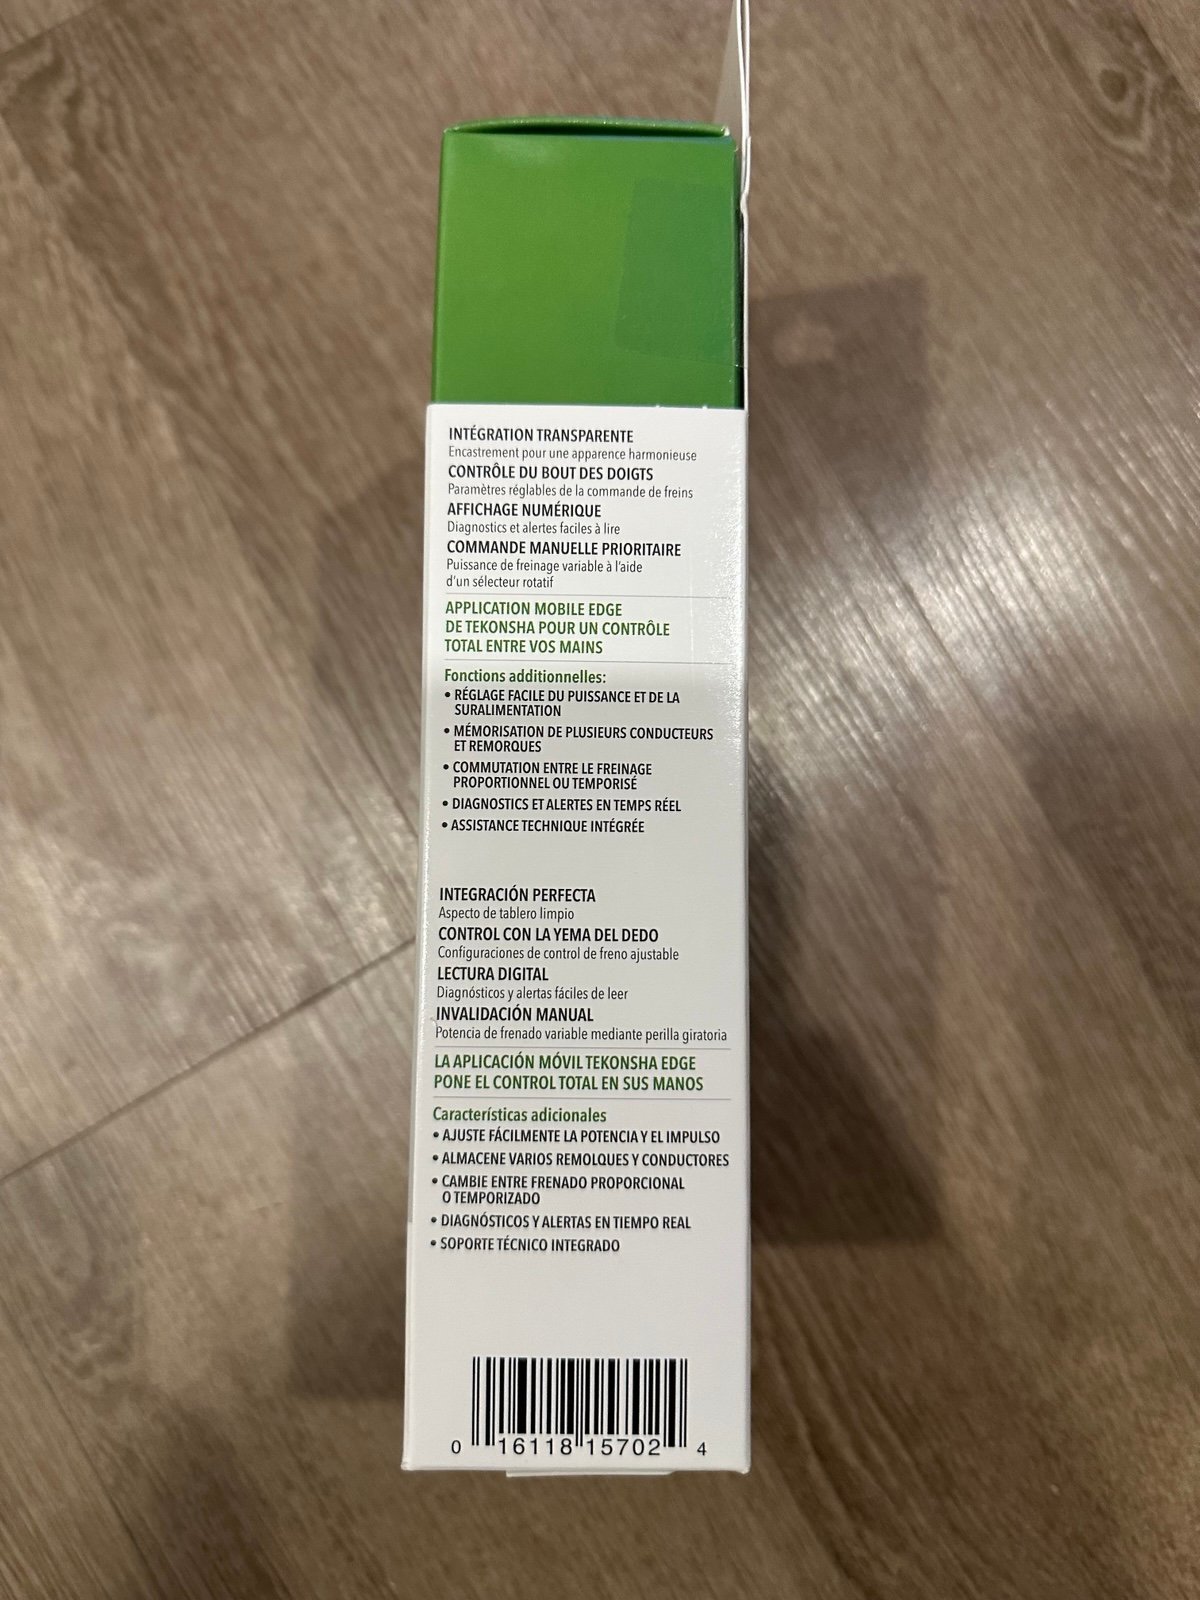 INTÉGRATION TRANSPARENTE
Encastrement pour une apparence harmonieuse
CONTRÔLE DU BOUT DES DOIGTS
Paramètres réglables de la commande de freins
AFFICHAGE NUMÉRIQUE
Diagnostics et alertes faciles à lire
COMMANDE MANUELLE PRIORITAIRE
Puissance de freinage variable à l'aide
d'un sélecteur rotatif
APPLICATION MOBILE EDGE
DE TEKONSHA POUR UN CONTRÔLE
TOTAL ENTRE VOS MAINS
Fonctions additionnelles:
• RÉGLAGE FACILE DU PUISSANCE ET DE LA
SURALIMENTATION
• MÉMORISATION DE PLUSIEURS CONDUCTEURS
ET REMORQUES
• COMMUTATION ENTRE LE FREINAGE
PROPORTIONNEL OU TEMPORISÉ
• DIAGNOSTICS ET ALERTES EN TEMPS RÉEL
• ASSISTANCE TECHNIQUE INTÉGRÉE
INTEGRACIÓN PERFECTA
Aspecto de tablero limpio
CONTROL CON LA YEMA DEL DEDO
Configuraciones de control de freno ajustable
LECTURA DIGITAL
Diagnósticos y alertas fáciles de leer
INVALIDACIÓN MANUAL
Potencia de frenado variable mediante perilla giratoria
LA APLICACIÓN MÓVIL TEKONSHA EDGE
PONE EL CONTROL TOTAL EN SUS MANOS
Características adicionales
• AJUSTE FÁCILMENTE LA POTENCIA Y EL IMPULSO
• ALMACENE VARIOS REMOLQUES Y CONDUCTORES
• CAMBIE ENTRE FRENADO PROPORCIONAL
O TEMPORIZADO
• DIAGNÓSTICOS Y ALERTAS EN TIEMPO REAL
• SOPORTE TÉCNICO INTEGRADO
0 16118 15702 4